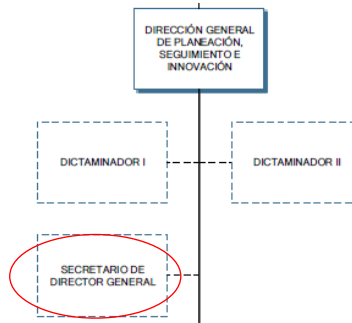 DIRECCIÓN GENERAL
DE PLANEACIÓN,
SEGUIMIENTO E
INNOVACIÓN
DICTAMINADOR I
DICTAMINADOR II
SECRETARIO DE
DIRECTOR GENERAL